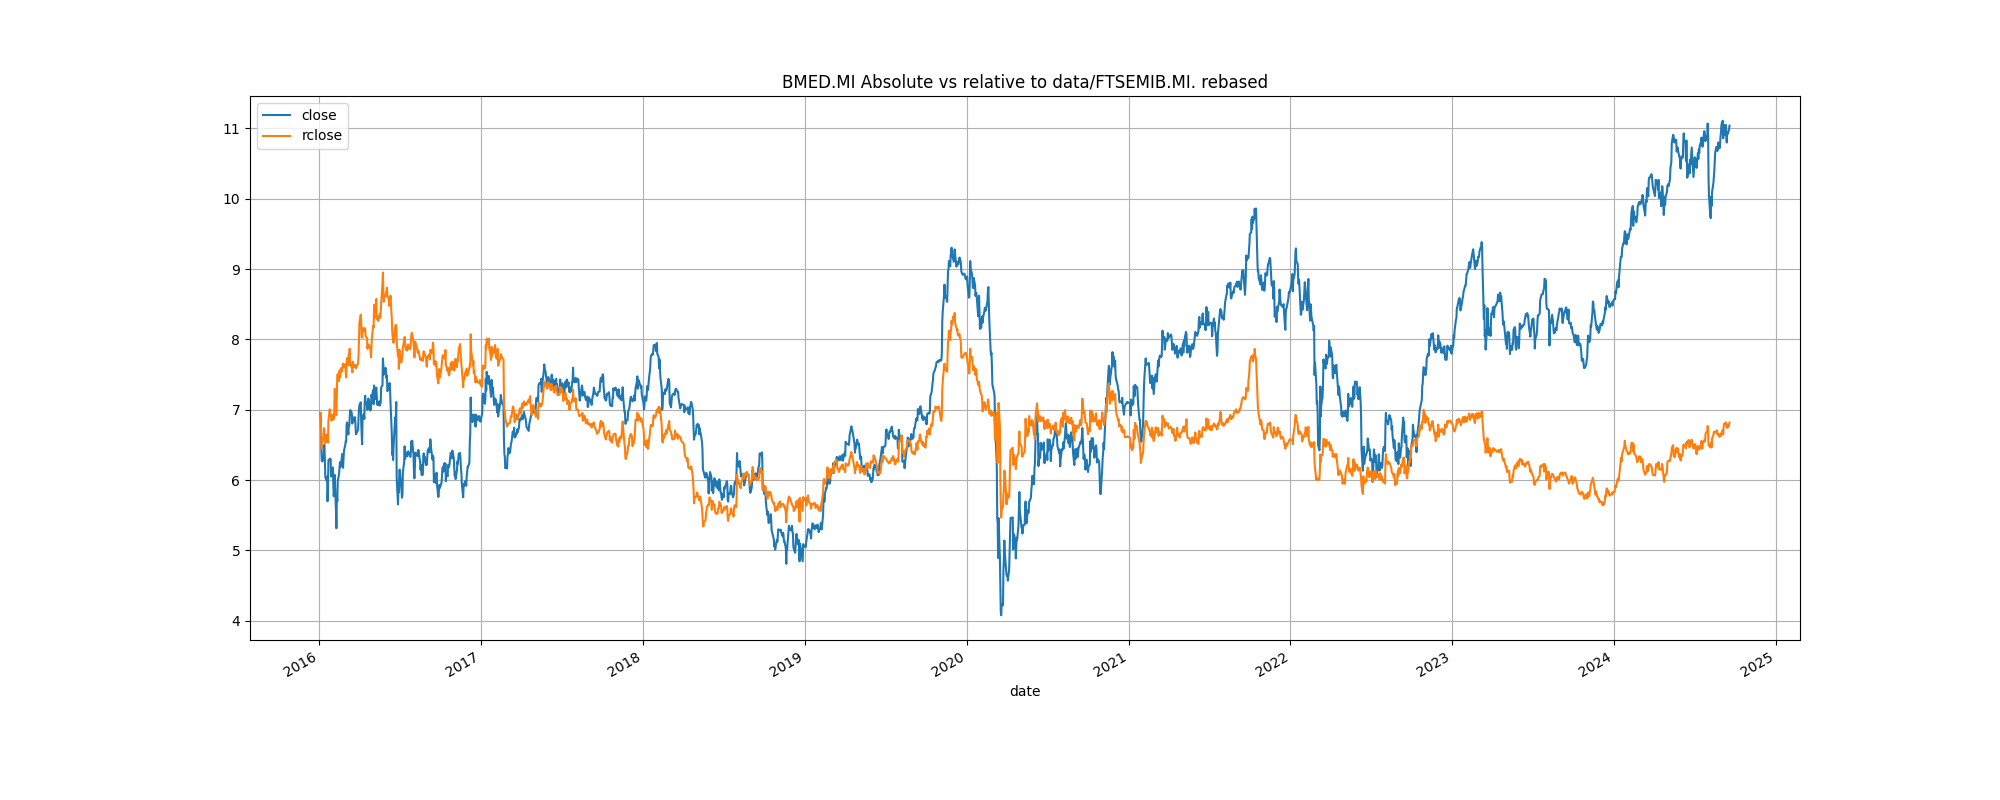 BMED.MI Absolute vs relative to data/FTSEMIB.MI. rebased
close
rclose
11
10
9
8
7
6
5
4
2016 2017 2018 2019 2020 2021 2022 2023 2024 2025
date